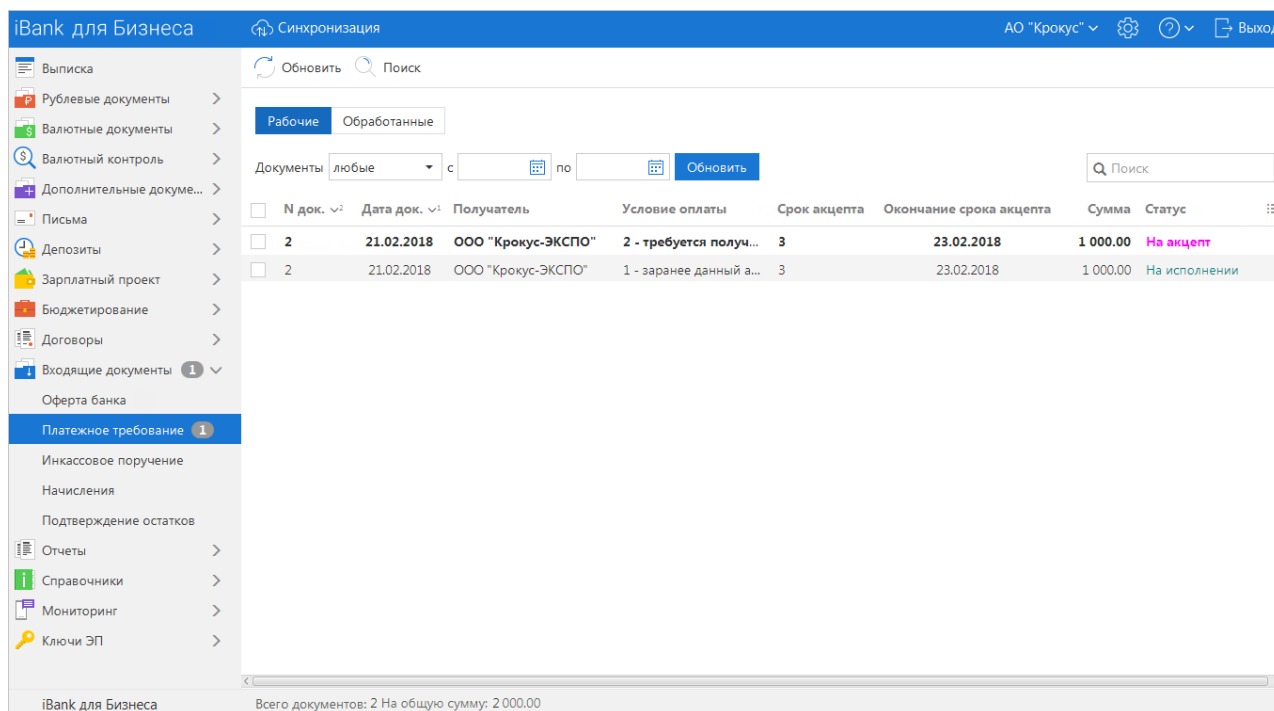 iBank для Бизнеса Синхронизация АО "Крокус" ? Выход
Выписка
Рублевые документы
Валютные документы
Валютный контроль
Дополнительные докуме...
Письма
Депозиты
Зарплатный проект
Бюджетирование
Договоры
Входящие документы 1
Оферта банка
Платежное требование 1
Инкассовое поручение
Начисления
Подтверждение остатков
Отчеты
Справочники
Мониторинг
Ключи ЭП
iBank для Бизнеса
Обновить Поиск
Рабочие Обработанные
Документы любые с по Обновить Поиск
N док. 2 Дата док. 1 Получатель Условие оплаты Срок акцепта Окончание срока акцепта Сумма Статус
2 21.02.2018 ООО "Крокус-ЭКСПО" 2 - требуется получ... 3 23.02.2018 1 000.00 На акцепт
2 21.02.2018 ООО "Крокус-ЭКСПО" 1 - заранее данный а... 3 23.02.2018 1 000.00 На исполнении
Всего документов: 2 На общую сумму: 2 000.00